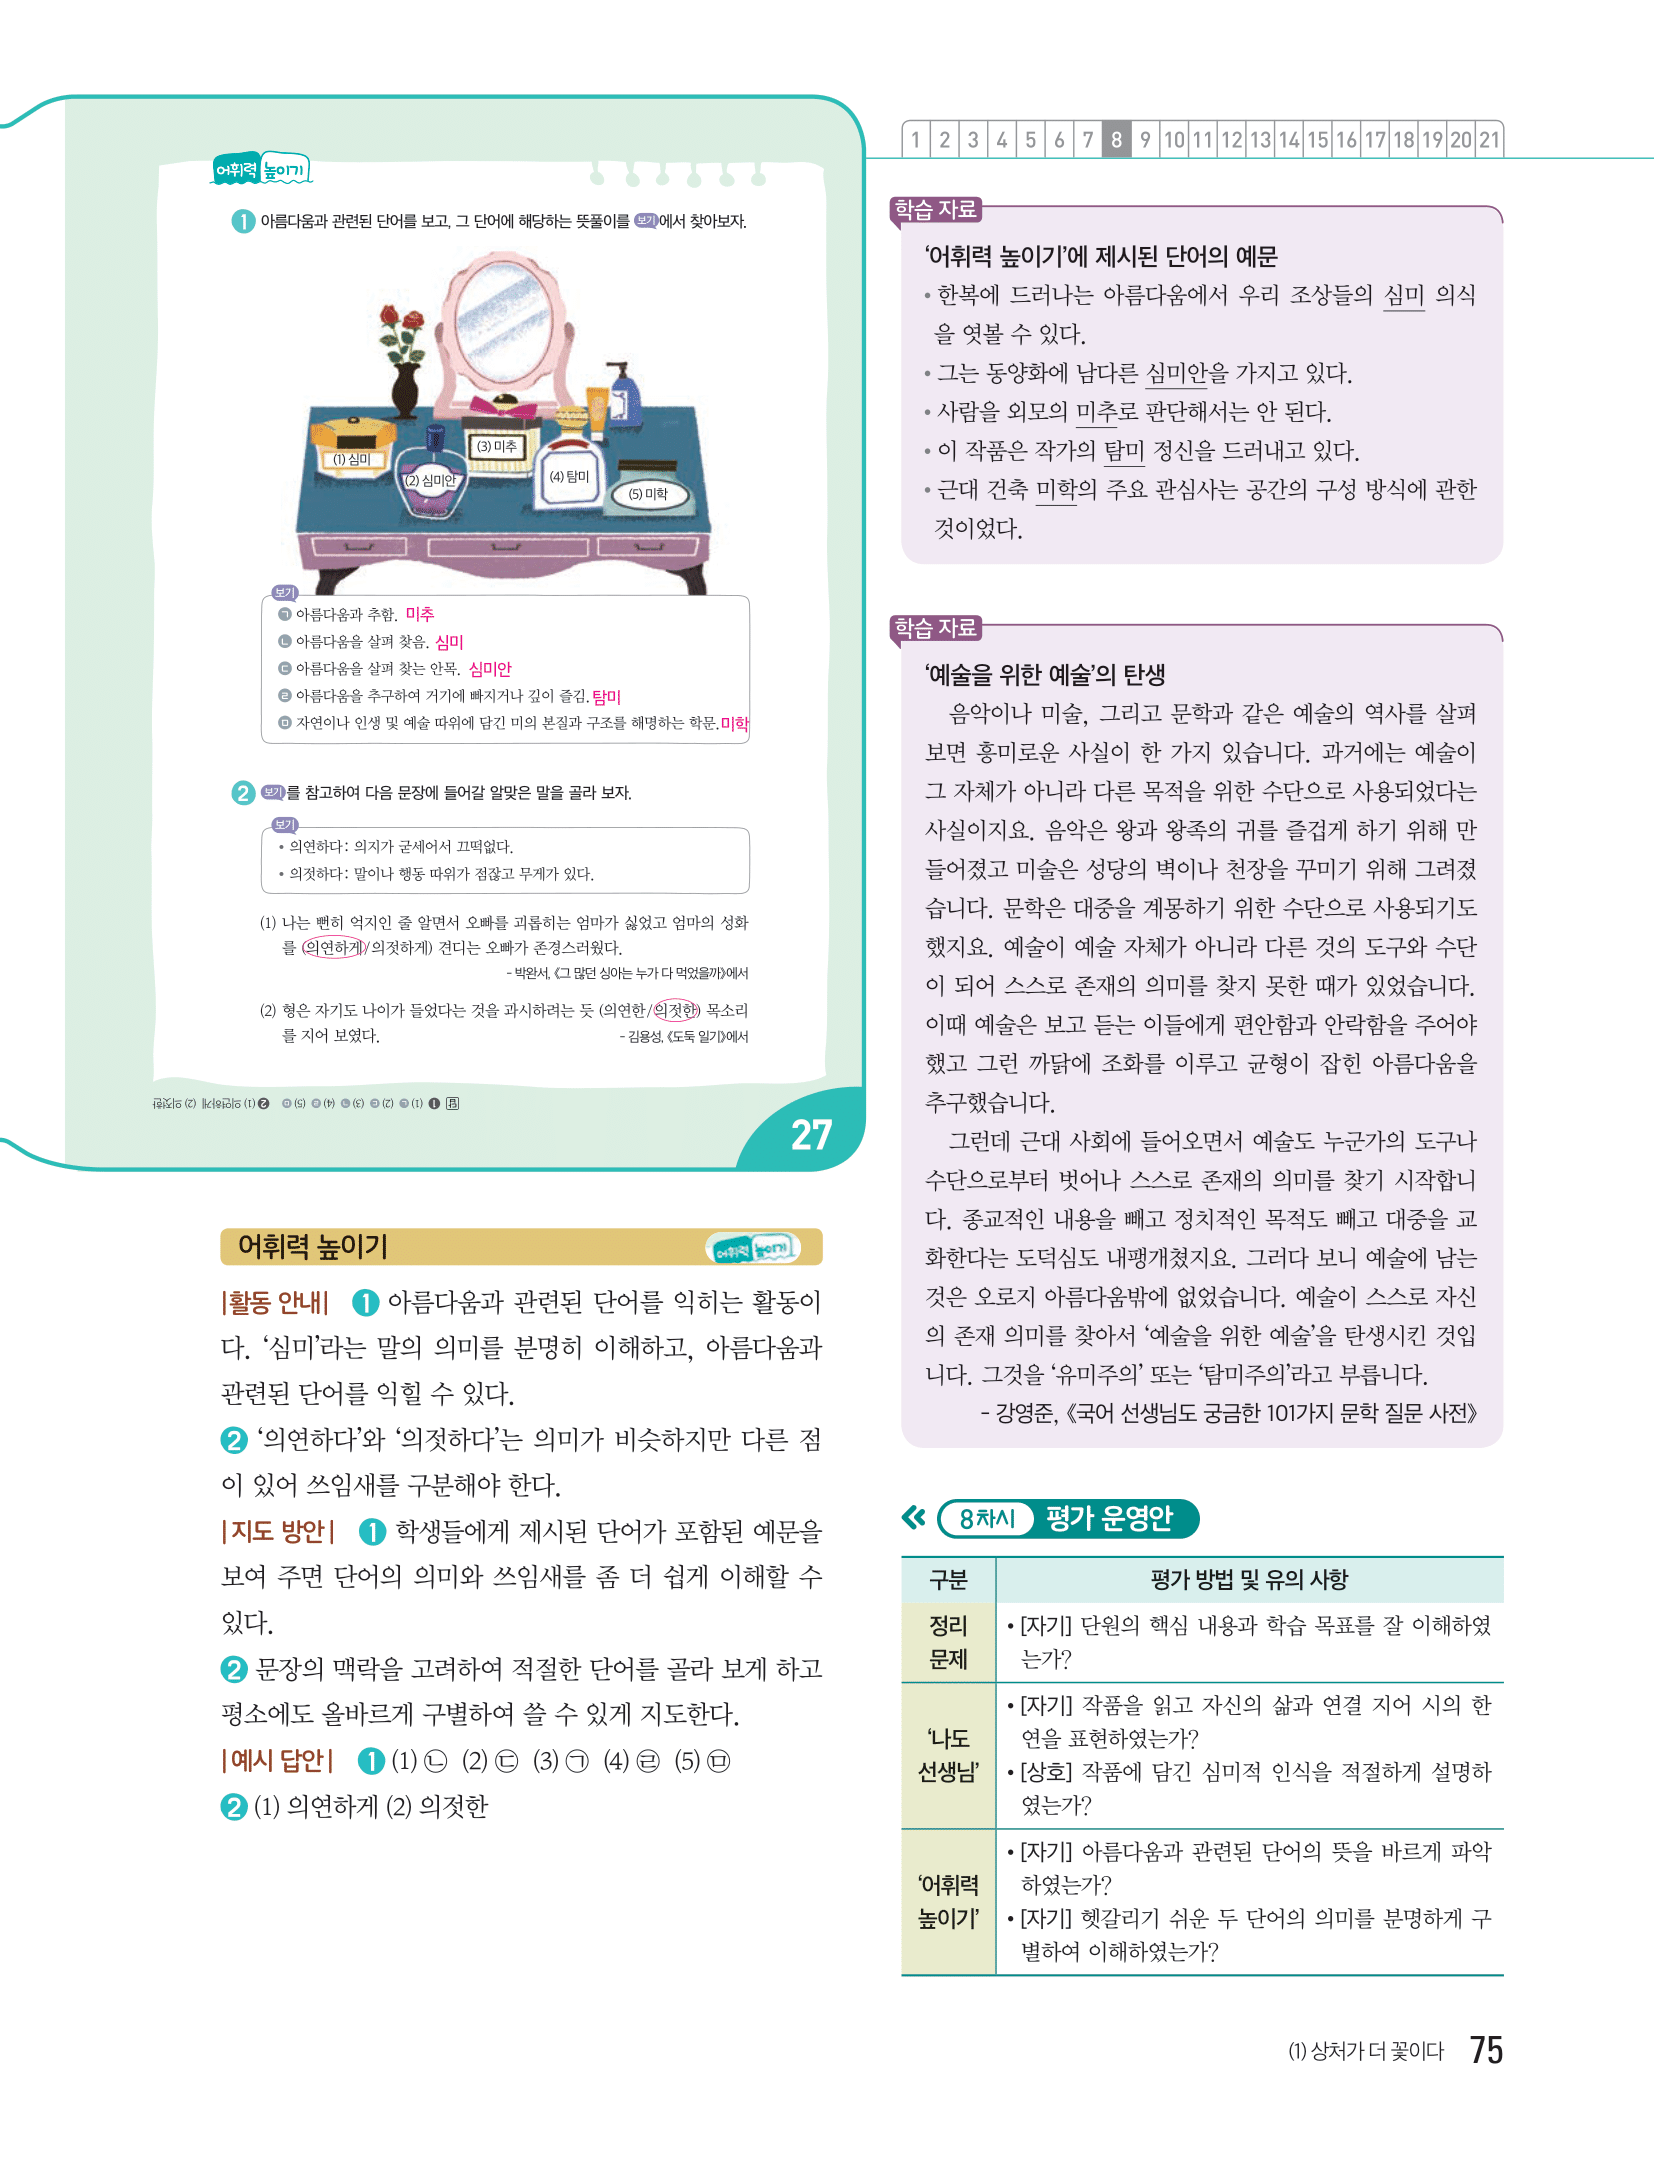 어휘력 높이기
1 아름다움과 관련된 단어를 보고, 그 단어에 해당하는 뜻풀이를 보기에서 찾아보자.
(1) 심미
(2) 심미안
(3) 미추
(4) 탐미
(5) 미학
보기
㉠ 아름다움과 추함. 미추
㉡ 아름다움을 살펴 찾음. 심미
㉢ 아름다움을 살펴 찾는 안목. 심미안
㉣ 아름다움을 추구하여 거기에 빠지거나 깊이 즐김. 탐미
㉤ 자연이나 인생 및 예술 따위에 담긴 미의 본질과 구조를 해명하는 학문. 미학
2 보기를 참고하여 다음 문장에 들어갈 알맞은 말을 골라 보자.
보기
• 의연하다: 의지가 굳세어서 끄떡없다.
• 의젓하다: 말이나 행동 따위가 점잖고 무게가 있다.
(1) 나는 뻔히 억지인 줄 알면서 오빠를 괴롭히는 엄마가 싫었고 엄마의 성화
를 (의연하게/의젓하게) 견디는 오빠가 존경스러웠다.
- 박완서, 《그 많던 싱아는 누가 다 먹었을까》에서
(2) 형은 자기도 나이가 들었다는 것을 과시하려는 듯 (의연한/의젓한) 목소리
를 지어 보였다. - 김용성, 《도둑 일기》에서
답 1 (1) ㉡ (2) ㉢ (3) ㉠ (4) ㉣ (5) ㉤ 2 (1) 의연하게 (2) 의젓한
27
어휘력 높이기 어휘력 높이기
|활동 안내| 1 아름다움과 관련된 단어를 익히는 활동이
다. ‘심미’라는 말의 의미를 분명히 이해하고, 아름다움과
관련된 단어를 익힐 수 있다.
2 ‘의연하다’와 ‘의젓하다’는 의미가 비슷하지만 다른 점
이 있어 쓰임새를 구분해야 한다.
|지도 방안| 1 학생들에게 제시된 단어가 포함된 예문을
보여 주면 단어의 의미와 쓰임새를 좀 더 쉽게 이해할 수
있다.
2 문장의 맥락을 고려하여 적절한 단어를 골라 보게 하고
평소에도 올바르게 구별하여 쓸 수 있게 지도한다.
|예시 답안| 1 (1) ㉡ (2) ㉢ (3) ㉠ (4) ㉣ (5) ㉤
2 (1) 의연하게 (2) 의젓한
1 2 3 4 5 6 7 8 9 10 11 12 13 14 15 16 17 18 19 20 21
학습 자료
‘어휘력 높이기’에 제시된 단어의 예문
• 한복에 드러나는 아름다움에서 우리 조상들의 심미 의식
을 엿볼 수 있다.
• 그는 동양화에 남다른 심미안을 가지고 있다.
• 사람을 외모의 미추로 판단해서는 안 된다.
• 이 작품은 작가의 탐미 정신을 드러내고 있다.
• 근대 건축 미학의 주요 관심사는 공간의 구성 방식에 관한
것이었다.
학습 자료
‘예술을 위한 예술’의 탄생
음악이나 미술, 그리고 문학과 같은 예술의 역사를 살펴
보면 흥미로운 사실이 한 가지 있습니다. 과거에는 예술이
그 자체가 아니라 다른 목적을 위한 수단으로 사용되었다는
사실이지요. 음악은 왕과 왕족의 귀를 즐겁게 하기 위해 만
들어졌고 미술은 성당의 벽이나 천장을 꾸미기 위해 그려졌
습니다. 문학은 대중을 계몽하기 위한 수단으로 사용되기도
했지요. 예술이 예술 자체가 아니라 다른 것의 도구와 수단
이 되어 스스로 존재의 의미를 찾지 못한 때가 있었습니다.
이때 예술은 보고 듣는 이들에게 편안함과 안락함을 주어야
했고 그런 까닭에 조화를 이루고 균형이 잡힌 아름다움을
추구했습니다.
그런데 근대 사회에 들어오면서 예술도 누군가의 도구나
수단으로부터 벗어나 스스로 존재의 의미를 찾기 시작합니
다. 종교적인 내용을 빼고 정치적인 목적도 빼고 대중을 교
화한다는 도덕심도 내팽개쳤지요. 그러다 보니 예술에 남는
것은 오로지 아름다움밖에 없었습니다. 예술이 스스로 자신
의 존재 의미를 찾아서 ‘예술을 위한 예술’을 탄생시킨 것입
니다. 그것을 ‘유미주의’ 또는 ‘탐미주의’라고 부릅니다.
- 강영준, 《국어 선생님도 궁금한 101가지 문학 질문 사전》
8차시 평가 운영안
구분 평가 방법 및 유의 사항
정리
문제
• [자기] 단원의 핵심 내용과 학습 목표를 잘 이해하였
는가?
‘나도
선생님’
• [자기] 작품을 읽고 자신의 삶과 연결 지어 시의 한
연을 표현하였는가?
• [상호] 작품에 담긴 심미적 인식을 적절하게 설명하
였는가?
‘어휘력
높이기’
• [자기] 아름다움과 관련된 단어의 뜻을 바르게 파악
하였는가?
• [자기] 헷갈리기 쉬운 두 단어의 의미를 분명하게 구
별하여 이해하였는가?
(1) 상처가 더 꽃이다 75